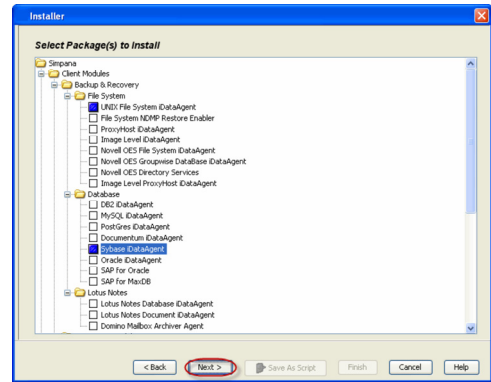 Installer
Select Package(s) to Install
Simpana
Client Modules
Backup & Recovery
File System
UNIX File System iDataAgent
File System NDMP Restore Enabler
ProxyHost iDataAgent
Image Level iDataAgent
Novell OES File System iDataAgent
Novell OES Groupwise DataBase iDataAgent
Novell OES Directory Services
Image Level ProxyHost iDataAgent
Database
DB2 iDataAgent
MySQL iDataAgent
PostGres iDataAgent
Documentum iDataAgent
Sybase iDataAgent
Oracle iDataAgent
SAP for Oracle
SAP for MaxDB
Lotus Notes
Lotus Notes Database iDataAgent
Lotus Notes Document iDataAgent
Domino Mailbox Archiver Agent
< Back Next > Save As Script Finish Cancel Help